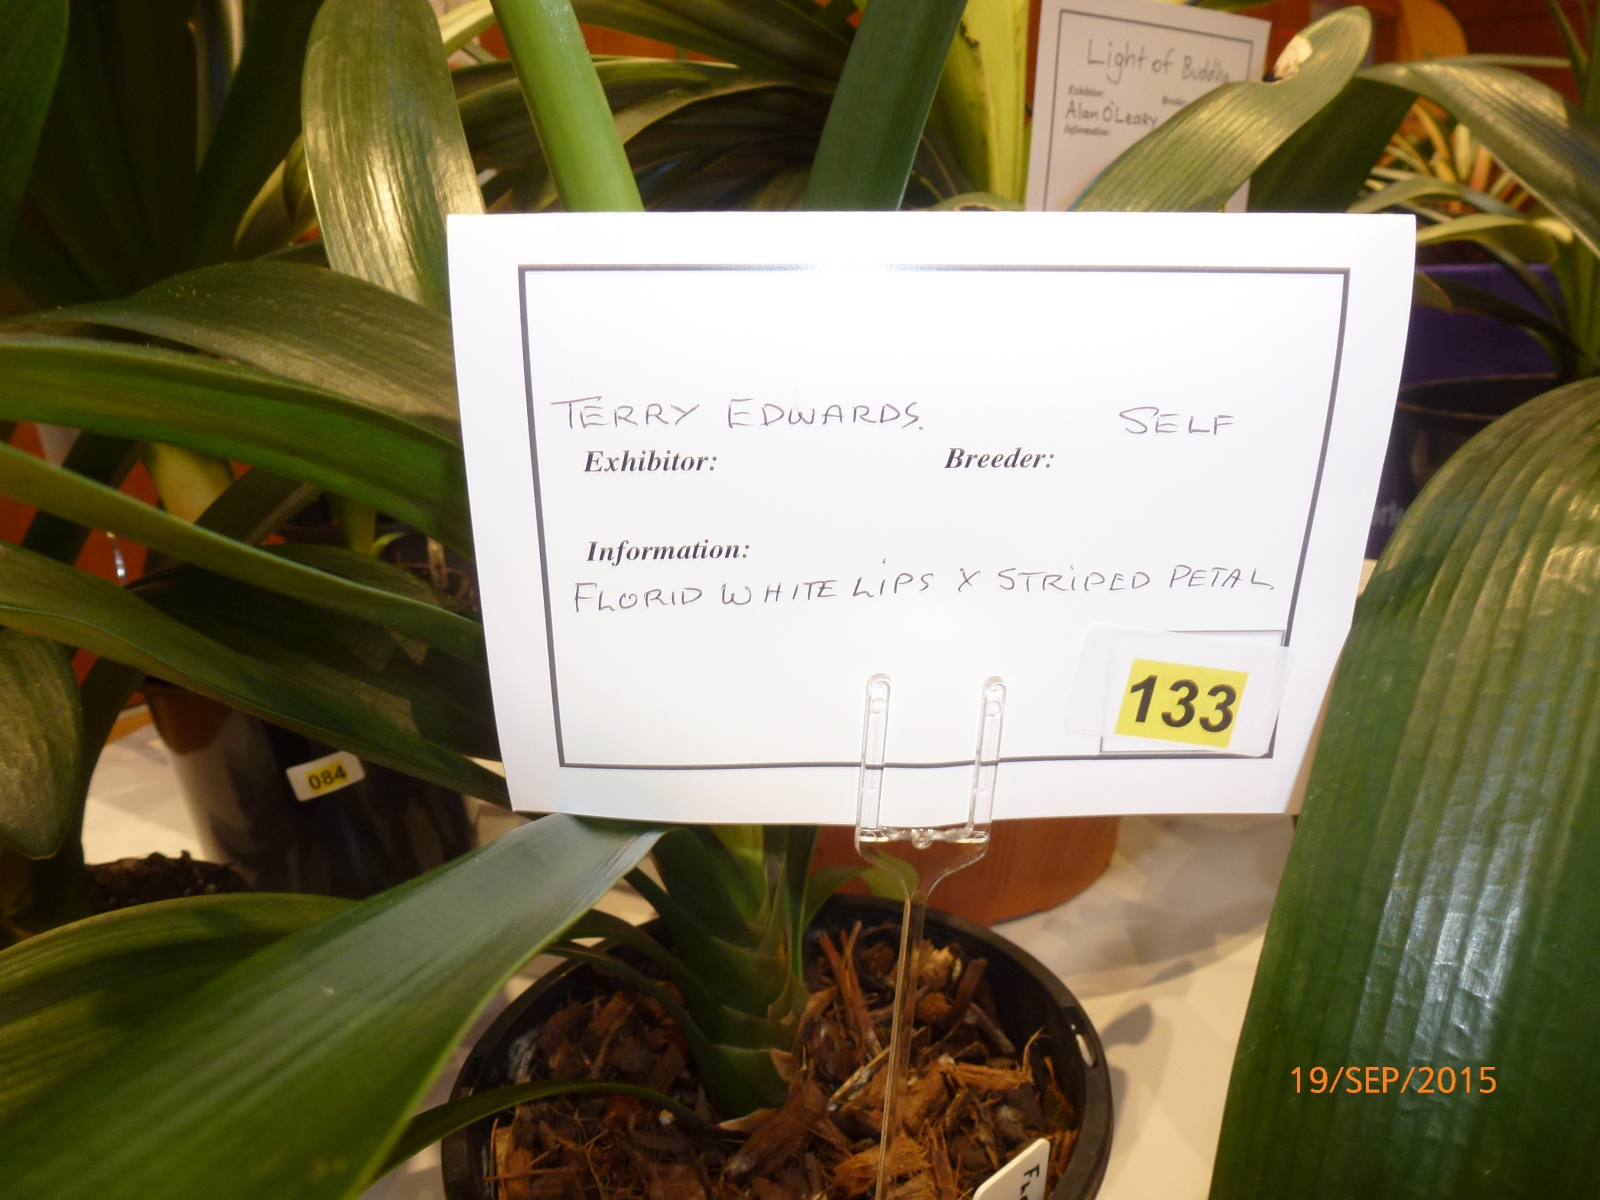 Light of Buddha
Exhibitor:
Alan O'Leary
Information:
TERRY EDWARDS. SELF
Exhibitor: Breeder:
Information:
FLORID WHITE LIPS X STRIPED PETAL
133
084
19/SEP/2015